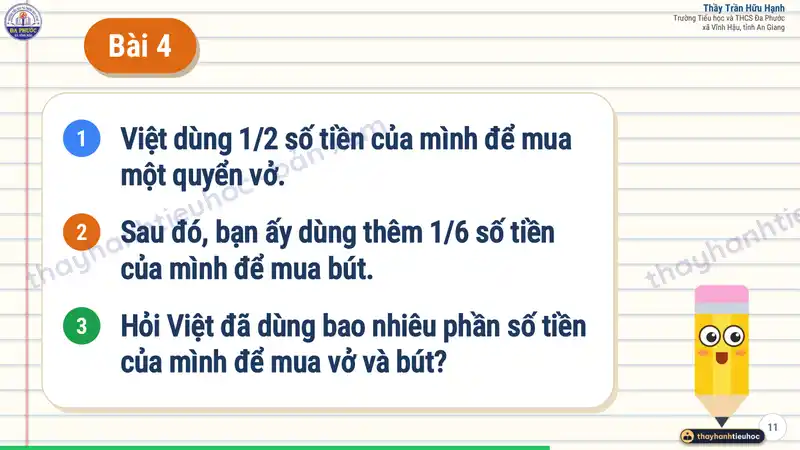 Thầy Trần Hữu Hạnh
Trường Tiểu học và THCS Đa Phước
xã Vĩnh Hậu, tỉnh An Giang
ĐA PHƯỚC
Bài 4
1 Việt dùng 1/2 số tiền của mình để mua
một quyển vở.
2 Sau đó, bạn ấy dùng thêm 1/6 số tiền
của mình để mua bút.
3 Hỏi Việt đã dùng bao nhiêu phần số tiền
của mình để mua vở và bút?
thayhanhtieuhoc
11